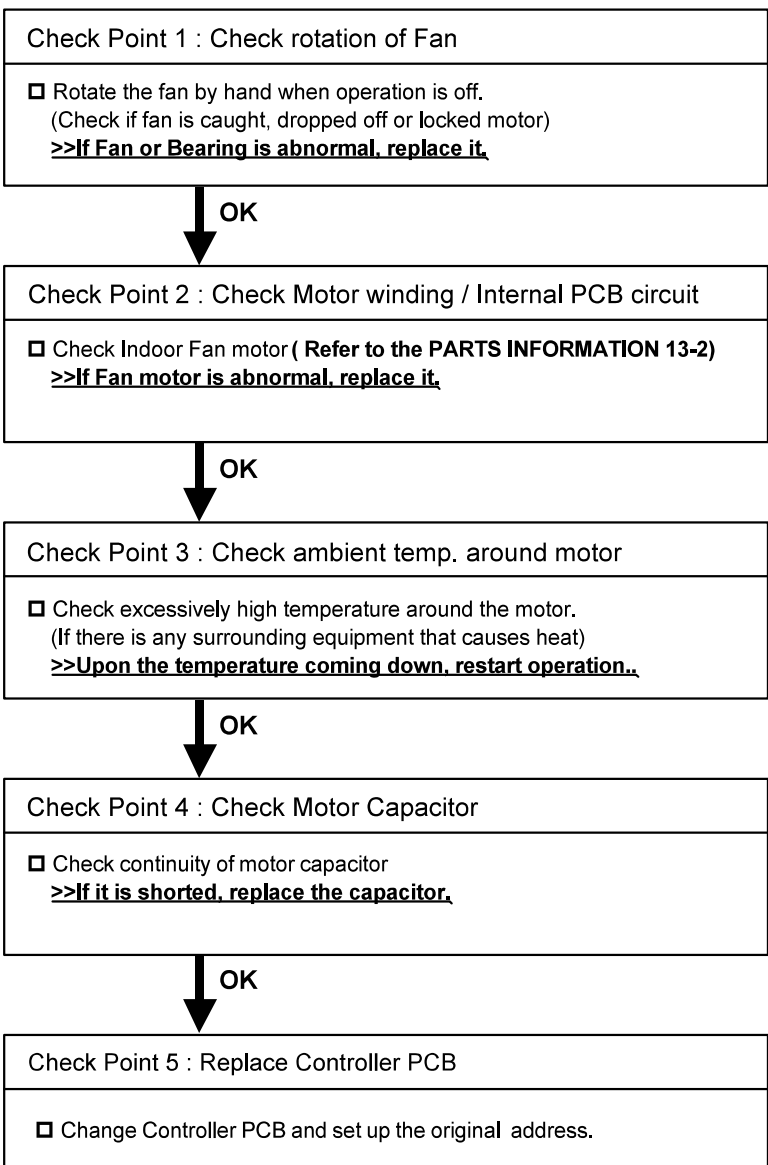 Check Point 1 : Check rotation of Fan
☐ Rotate the fan by hand when operation is off.
(Check if fan is caught, dropped off or locked motor)
>>If Fan or Bearing is abnormal, replace it.
OK
Check Point 2 : Check Motor winding / Internal PCB circuit
☐ Check Indoor Fan motor ( Refer to the PARTS INFORMATION 13-2)
>>If Fan motor is abnormal, replace it.
OK
Check Point 3 : Check ambient temp. around motor
☐ Check excessively high temperature around the motor.
(If there is any surrounding equipment that causes heat)
>>Upon the temperature coming down, restart operation..
OK
Check Point 4 : Check Motor Capacitor
☐ Check continuity of motor capacitor
>>If it is shorted, replace the capacitor.
OK
Check Point 5 : Replace Controller PCB
☐ Change Controller PCB and set up the original address.